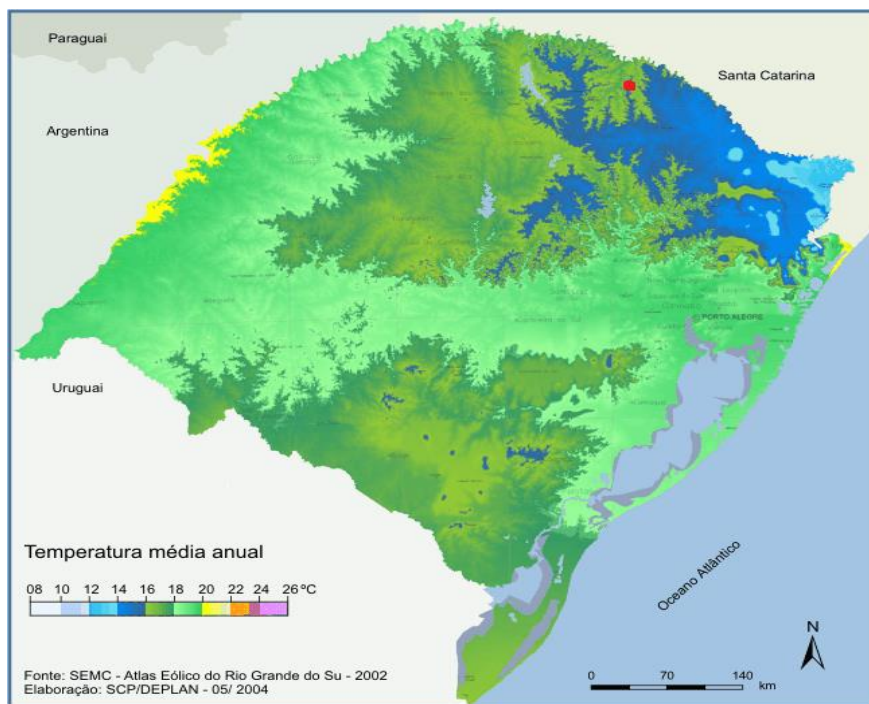 Paraguai
Santa Catarina
Argentina
PORTO ALEGRE
Uruguai
Temperatura média anual
08 10 12 14 16 18 20 22 24 26 ºC
Oceano Atlântico
N
Fonte: SEMC - Atlas Eólico do Rio Grande do Su - 2002
Elaboração: SCP/DEPLAN - 05/ 2004
0 70 140
km